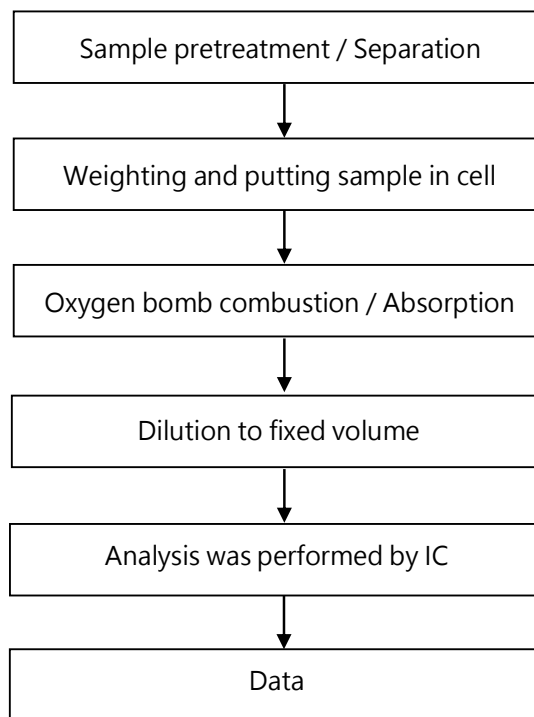 Sample pretreatment / Separation
Weighting and putting sample in cell
Oxygen bomb combustion / Absorption
Dilution to fixed volume
Analysis was performed by IC
Data